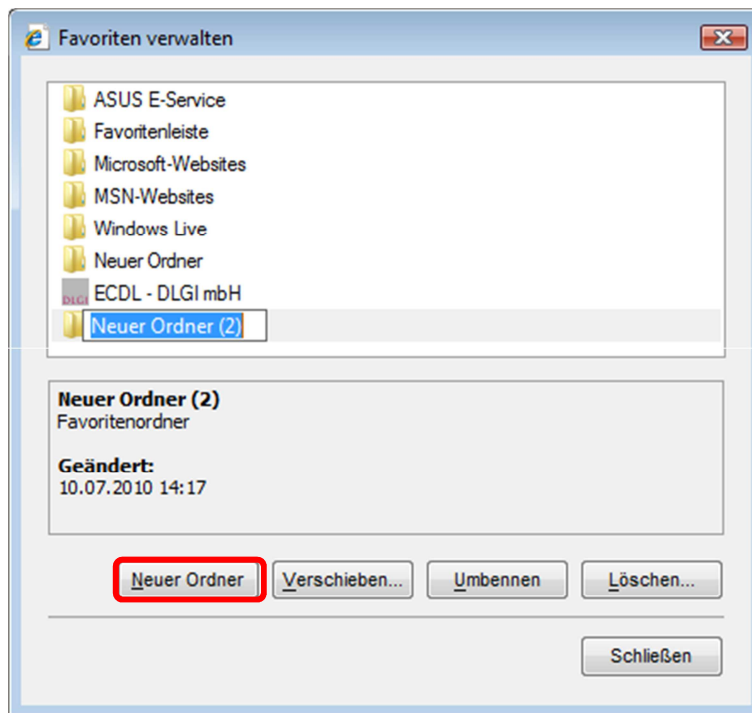 Favoriten verwalten
ASUS E-Service
Favoritenleiste
Microsoft-Websites
MSN-Websites
Windows Live
Neuer Ordner
DLGI ECDL - DLGI mbH
Neuer Ordner (2)
Neuer Ordner (2)
Favoritenordner
Geändert:
10.07.2010 14:17
Neuer Ordner Verschieben... Umbennen Löschen...
Schließen